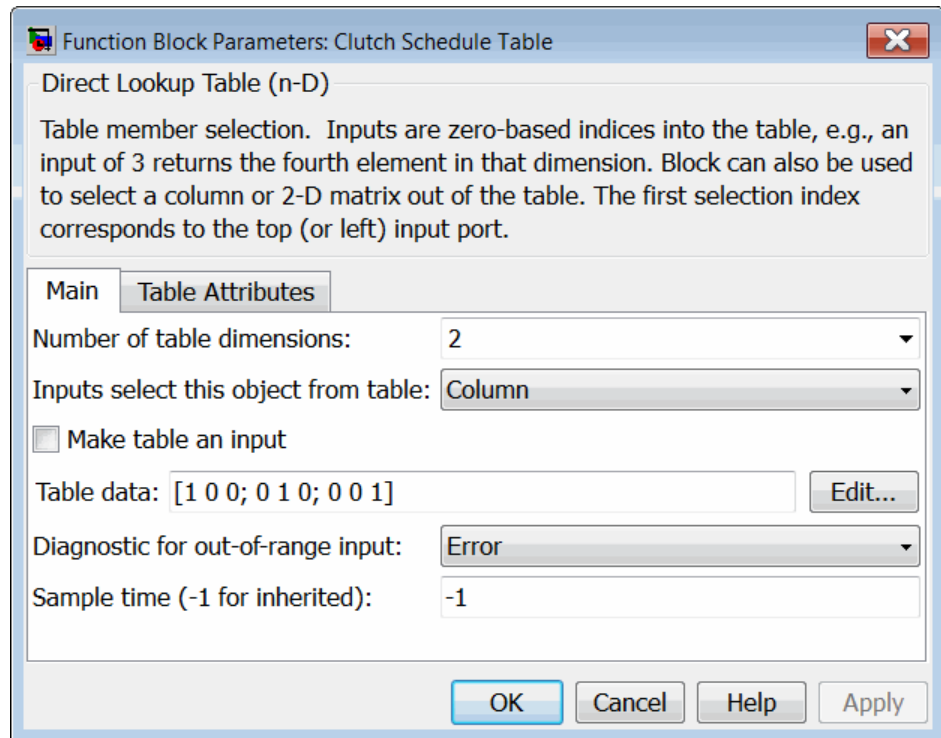 Function Block Parameters: Clutch Schedule Table
Direct Lookup Table (n-D)
Table member selection.  Inputs are zero-based indices into the table, e.g., an
input of 3 returns the fourth element in that dimension. Block can also be used
to select a column or 2-D matrix out of the table. The first selection index
corresponds to the top (or left) input port.
Main Table Attributes
Number of table dimensions: 2
Inputs select this object from table: Column
Make table an input
Table data: [1 0 0; 0 1 0; 0 0 1] Edit...
Diagnostic for out-of-range input: Error
Sample time (-1 for inherited): -1
OK Cancel Help Apply